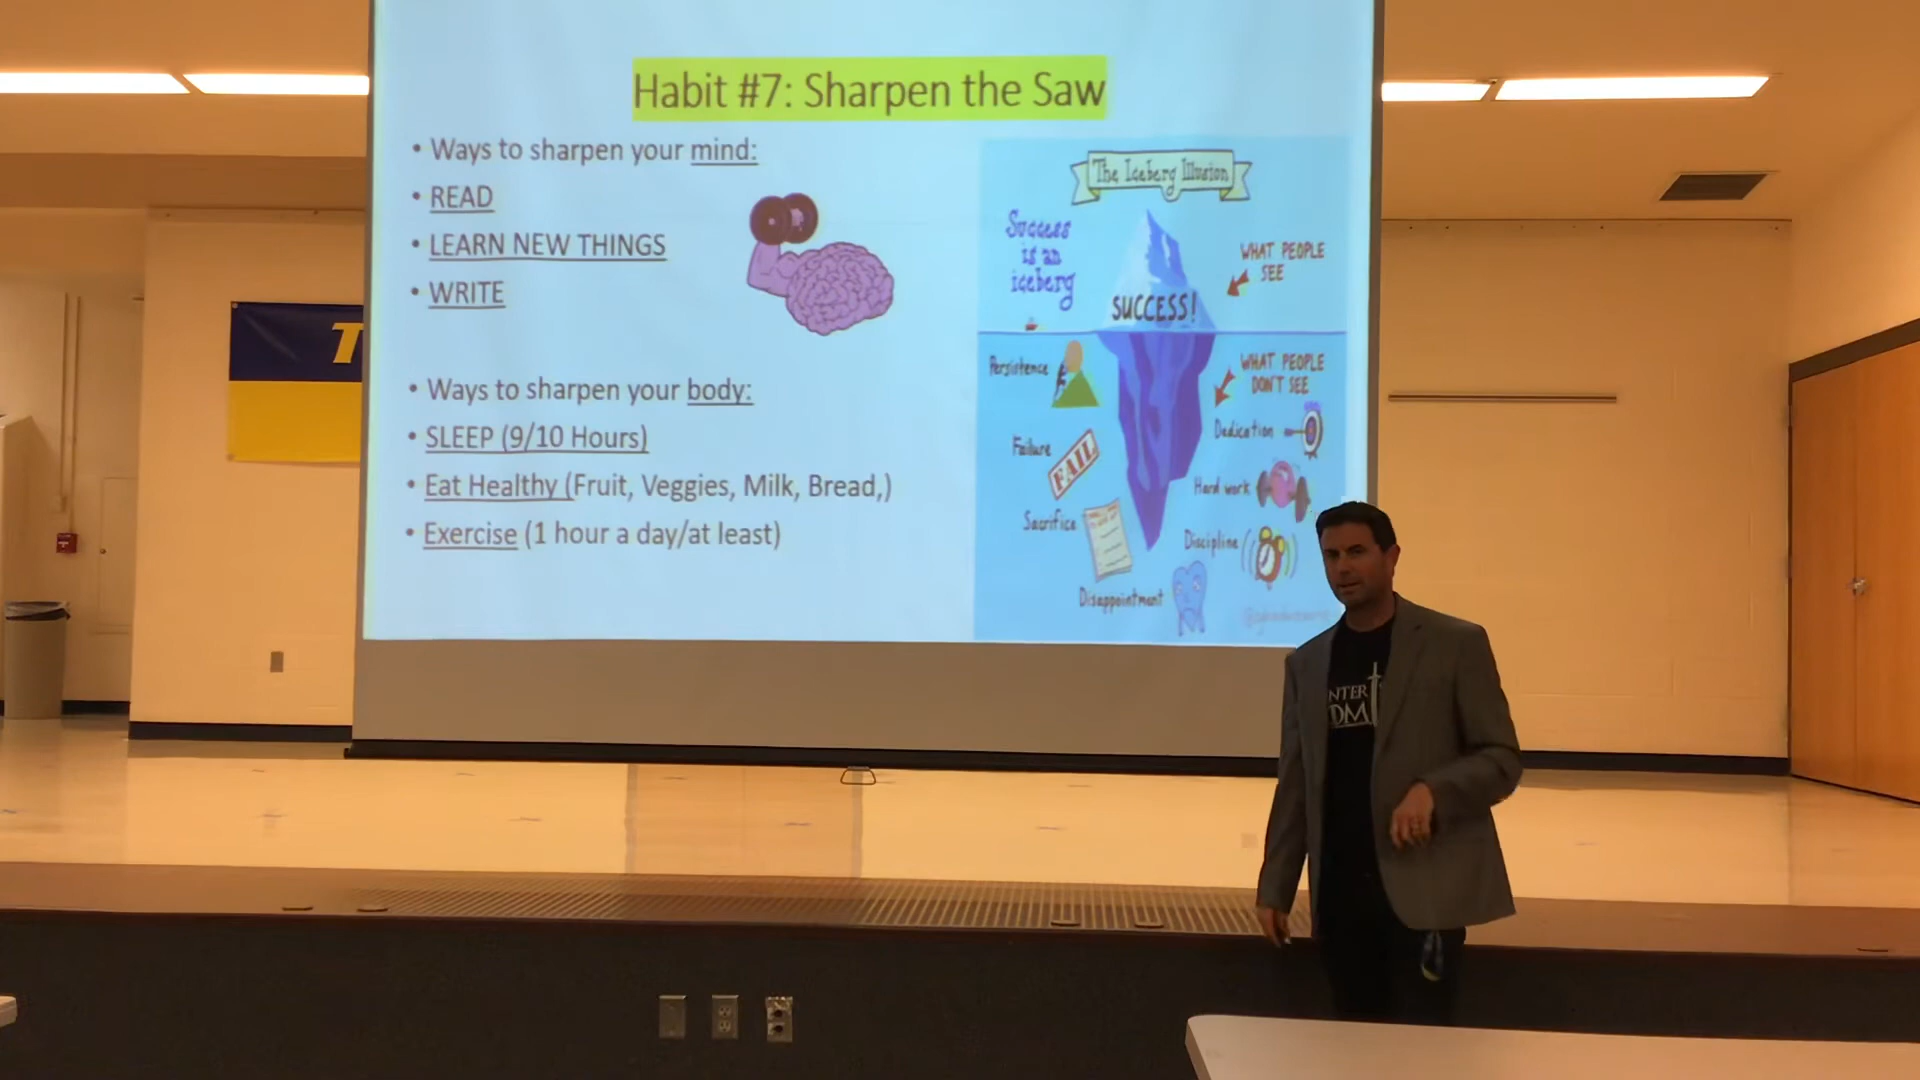 Habit #7: Sharpen the Saw
• Ways to sharpen your mind:
• READ
• LEARN NEW THINGS
• WRITE
• Ways to sharpen your body:
• SLEEP (9/10 Hours)
• Eat Healthy (Fruit, Veggies, Milk, Bread,)
• Exercise (1 hour a day/at least)
The Iceberg Illusion
Success
is an
iceberg
WHAT PEOPLE
SEE
SUCCESS!
Persistence
WHAT PEOPLE
DON'T SEE
Dedication
Failure
FAIL
Hard work
Sacrifice
Discipline
Disappointment
T
NTER
DM